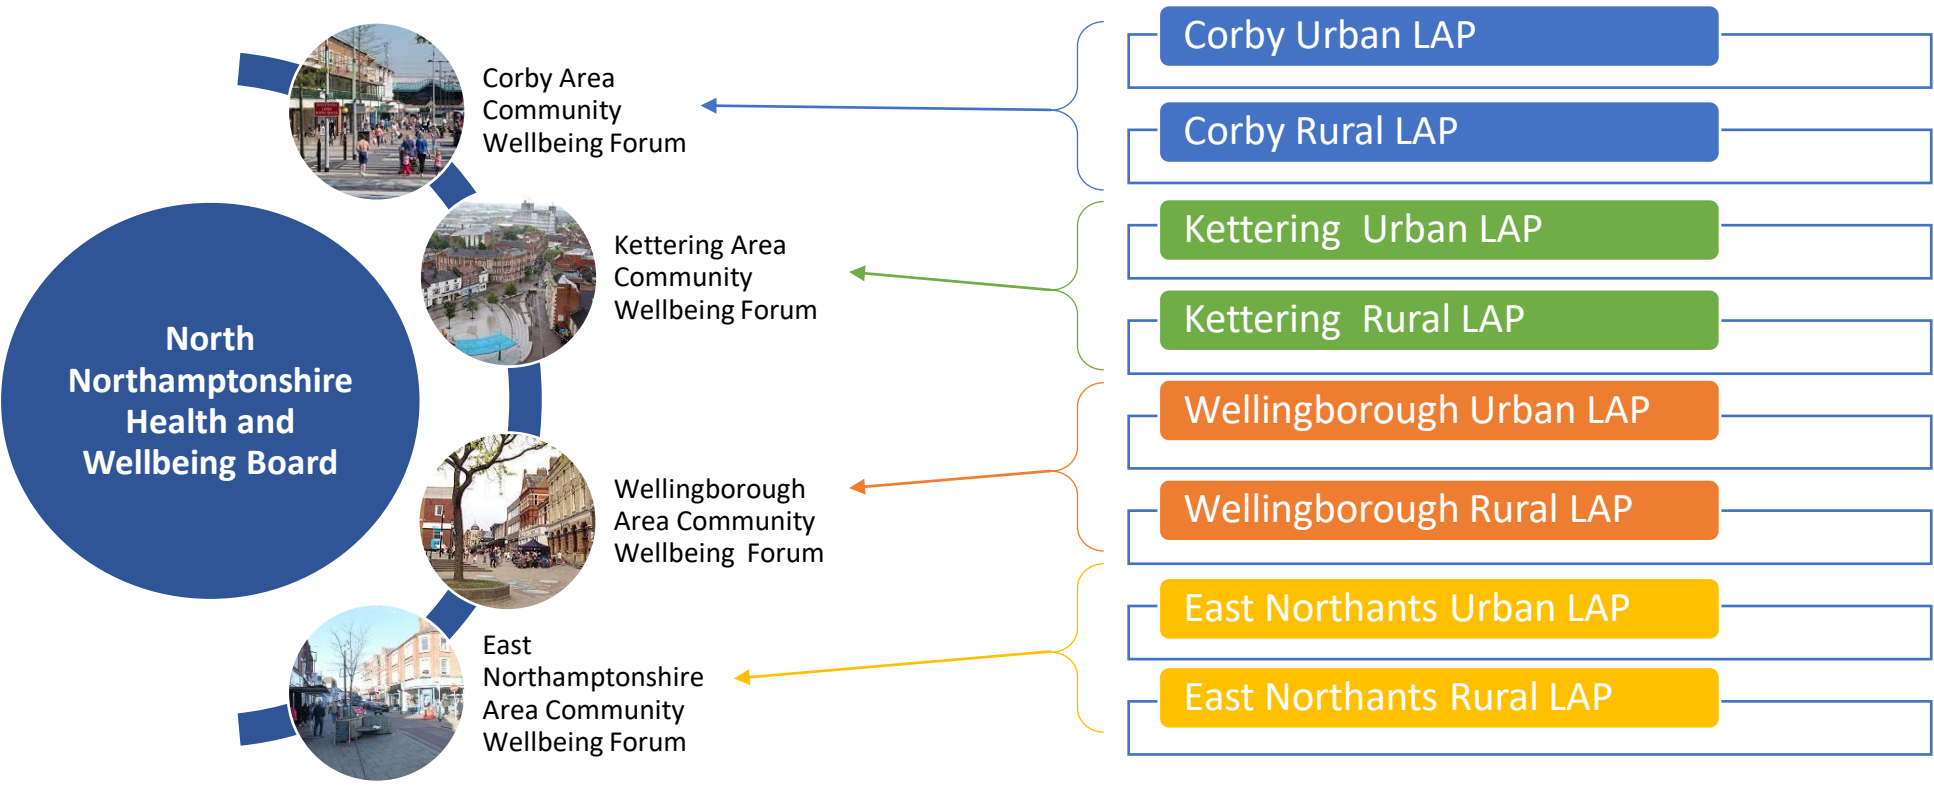 North
Northamptonshire
Health and
Wellbeing Board
Corby Area
Community
Wellbeing Forum
Kettering Area
Community
Wellbeing Forum
Wellingborough
Area Community
Wellbeing Forum
East
Northamptonshire
Area Community
Wellbeing Forum
Corby Urban LAP
Corby Rural LAP
Kettering Urban LAP
Kettering Rural LAP
Wellingborough Urban LAP
Wellingborough Rural LAP
East Northants Urban LAP
East Northants Rural LAP